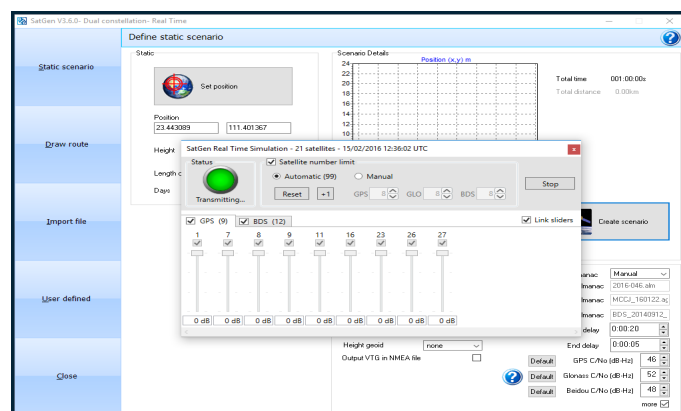 SatGen V3.6.0- Dual constellation- Real Time
Define static scenario
Static scenario
Draw route
Import file
User defined
Close
Static
Set position
Position
23.443089 111.401367
Height
Length o
Days
Scenario Details
Position (x,y) m
24
22
20
18
16
14
12
10
Total time 001:00:00s
Total distance 0.00km
SatGen Real Time Simulation - 21 satellites - 15/02/2016 12:36:02 UTC
Status
Transmitting...
Satellite number limit
Automatic (99) Manual
Reset +1 GPS 8 GLO 8 BDS 8
Stop
GPS (9) BDS (12)
Link sliders
1 7 8 9 11 16 23 26 27
0 dB 0 dB 0 dB 0 dB 0 dB 0 dB 0 dB 0 dB 0 dB
Create scenario
anac Manual
lmanac 2016-046.alm
lmanac MCCJ_160122.ag
lmanac BDS_20140912_
delay 0:00:20
Height geoid none
End delay 0:00:05
Output VTG in NMEA file
Default GPS C/No (dB-Hz) 46
Default Glonass C/No (dB-Hz) 52
Default Beidou C/No (dB-Hz) 48
more